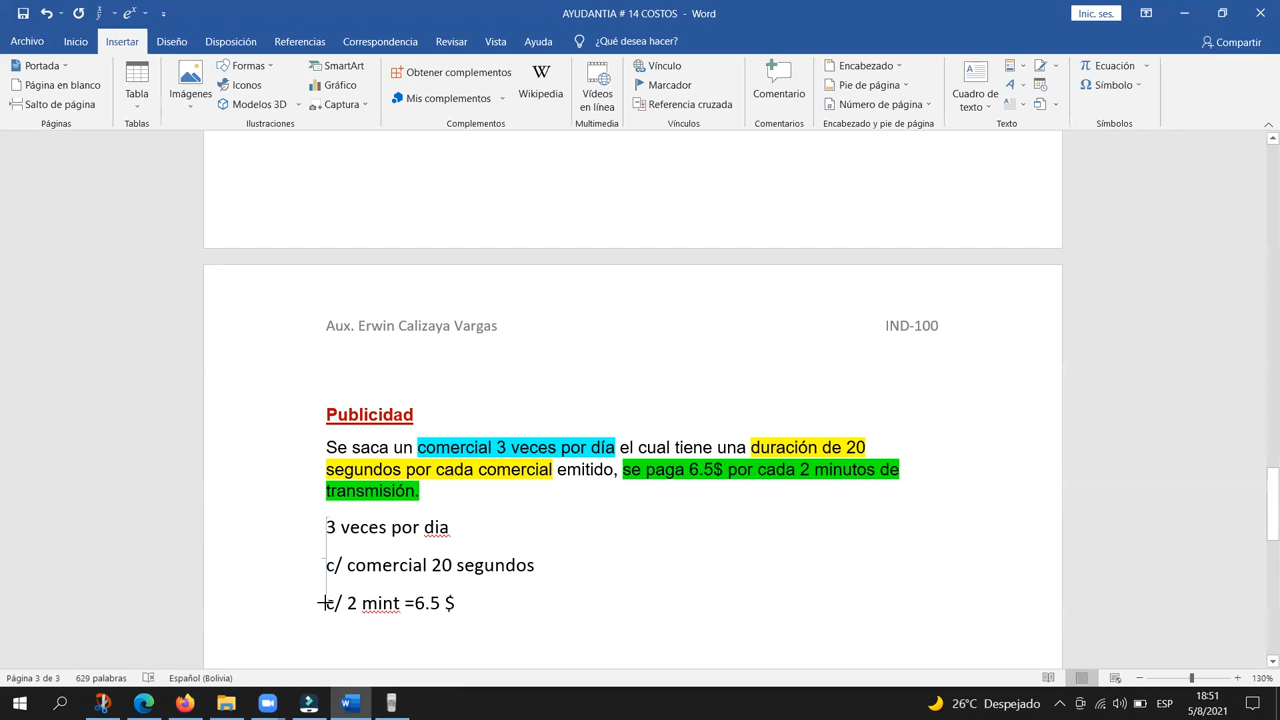 AYUDANTIA # 14 COSTOS - Word
Inic. ses.
Archivo Inicio Insertar Diseño Disposición Referencias Correspondencia Revisar Vista Ayuda ¿Qué desea hacer? Compartir
Portada
Página en blanco
Salto de página
Páginas
Tabla
Tablas
Imágenes
Formas
Iconos
Modelos 3D
SmartArt
Gráfico
Captura
Ilustraciones
Obtener complementos
Mis complementos
Wikipedia
Complementos
Vídeos en línea
Multimedia
Vínculo
Marcador
Referencia cruzada
Vínculos
Comentario
Comentarios
Encabezado
Pie de página
Número de página
Encabezado y pie de página
Cuadro de texto
Texto
Ecuación
Símbolo
Símbolos
Aux. Erwin Calizaya Vargas IND-100
Publicidad
Se saca un comercial 3 veces por día el cual tiene una duración de 20
segundos por cada comercial emitido, se paga 6.5$ por cada 2 minutos de
transmisión.
3 veces por dia
c/ comercial 20 segundos
c/ 2 mint =6.5 $
Página 3 de 3 629 palabras Español (Bolivia) 130%
26°C Despejado ESP 18:51
5/8/2021